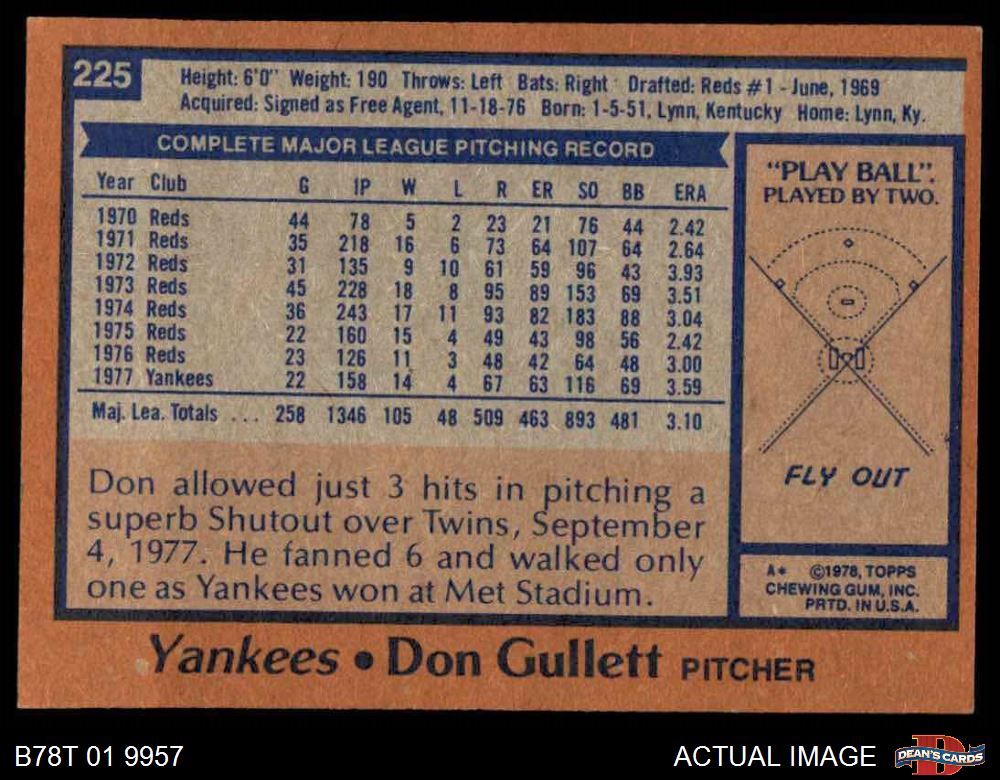 225
Height: 6'0" Weight: 190 Throws: Left Bats: Right Drafted: Reds #1 - June, 1969
Acquired: Signed as Free Agent, 11-18-76 Born: 1-5-51, Lynn, Kentucky Home: Lynn, Ky.
COMPLETE MAJOR LEAGUE PITCHING RECORD
Year Club G IP W L R ER SO BB ERA
1970 Reds 44 78 5 2 23 21 76 44 2.42
1971 Reds 35 218 16 6 73 64 107 64 2.64
1972 Reds 31 135 9 10 61 59 96 43 3.93
1973 Reds 45 228 18 8 95 89 153 69 3.51
1974 Reds 36 243 17 11 93 82 183 88 3.04
1975 Reds 22 160 15 4 49 43 98 56 2.42
1976 Reds 23 126 11 3 48 42 64 48 3.00
1977 Yankees 22 158 14 4 67 63 116 69 3.59
Maj. Lea. Totals ... 258 1346 105 48 509 463 893 481 3.10
Don allowed just 3 hits in pitching a
superb Shutout over Twins, September
4, 1977. He fanned 6 and walked only
one as Yankees won at Met Stadium.
"PLAY BALL".
PLAYED BY TWO.
FLY OUT
A* ©1978, TOPPS
CHEWING GUM, INC.
PRTD. IN U.S.A.
Yankees • Don Gullett PITCHER
B78T 01 9957
ACTUAL IMAGE
DEAN'S CARDS